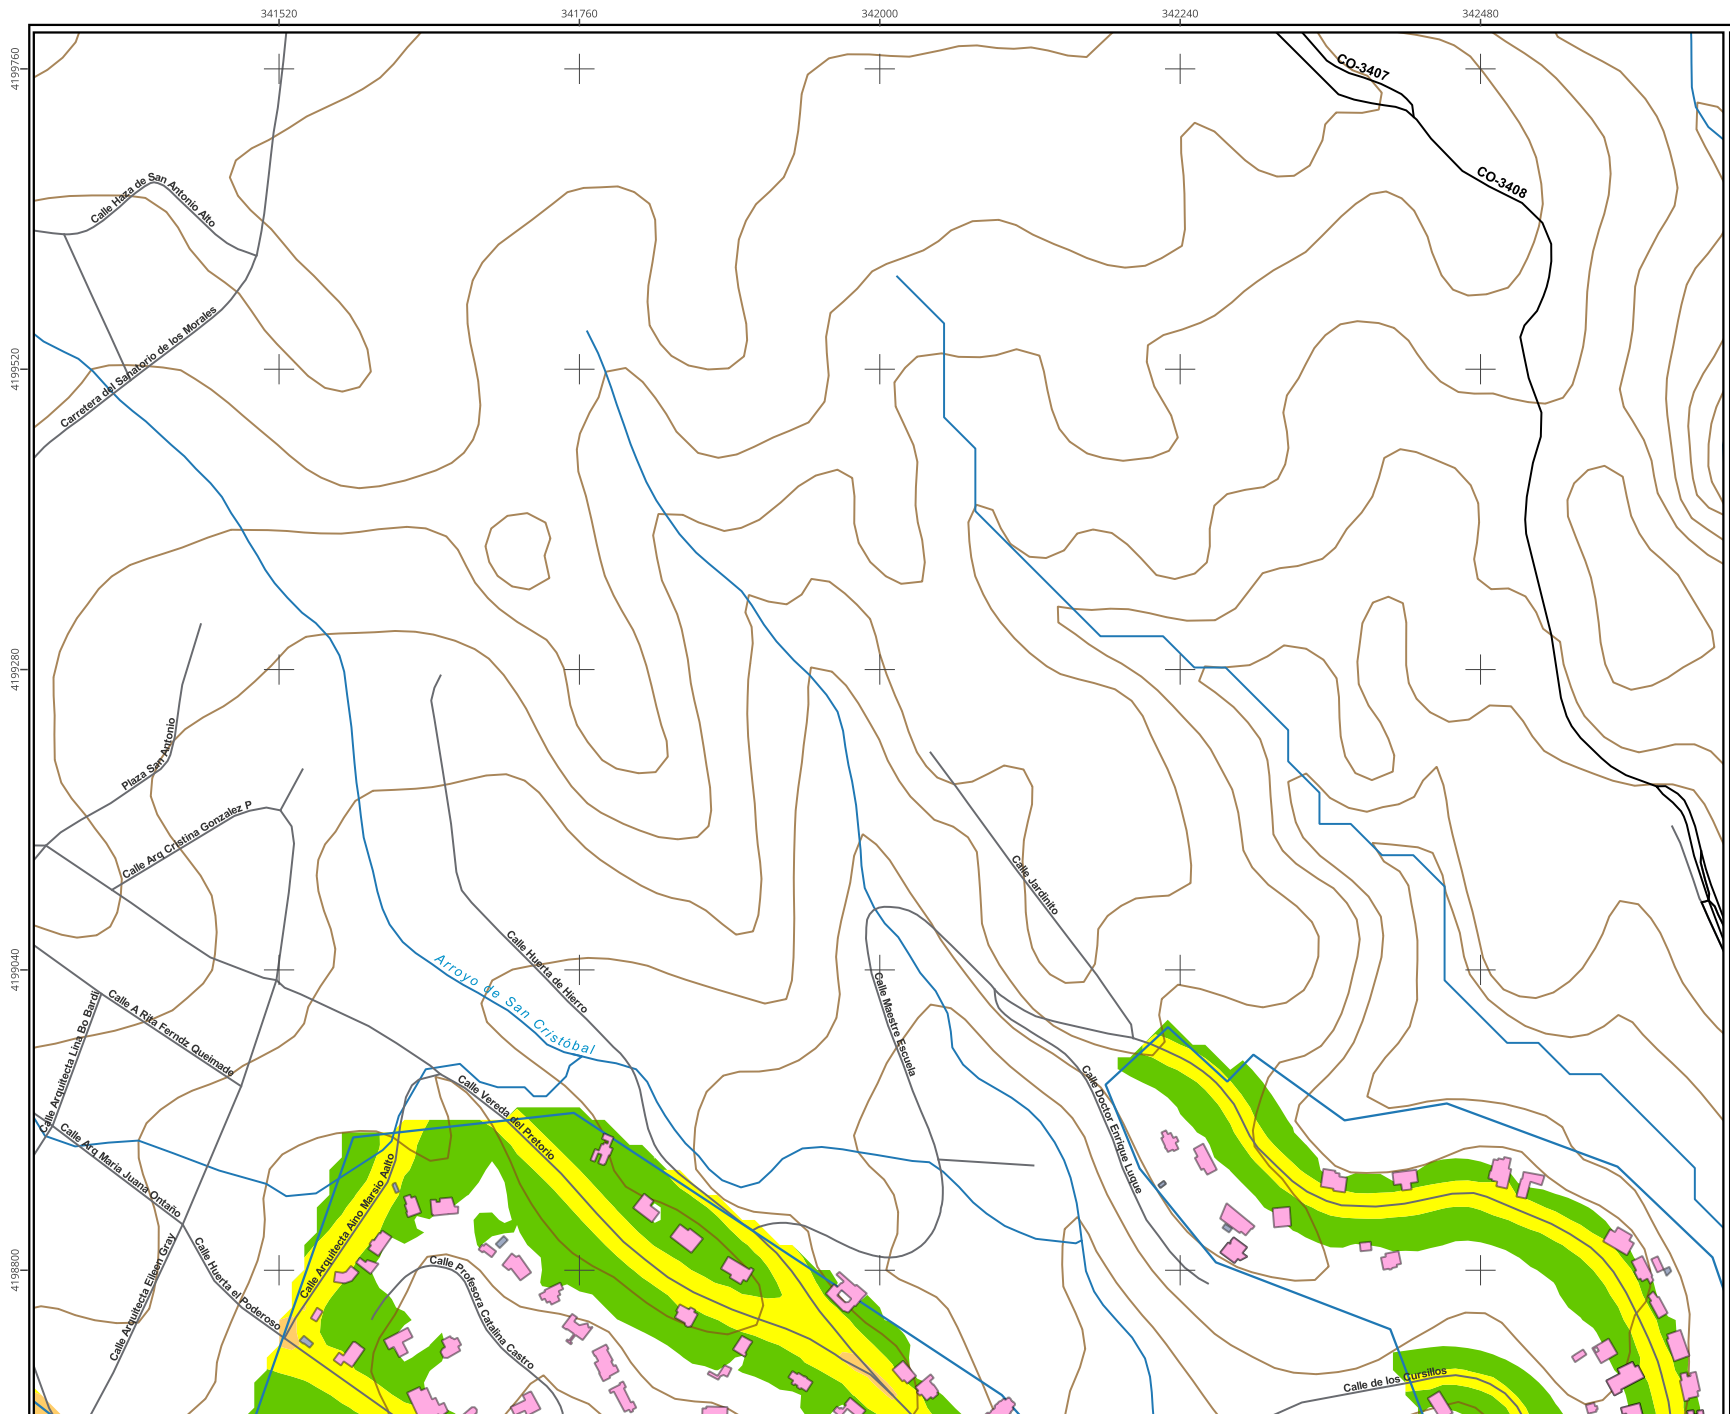 341520
341760
342000
342240
342480
4199760
4199520
4199280
4199040
4198800
CO-3407
CO-3408
Calle Haza de San Antonio Alto
Carretera del Sanatorio de los Morales
Plaza San Antonio
Calle Arq Cristina Gonzalez P
Calle Jardinito
Calle Huerta de Hierro
Arroyo de San Cristóbal
Calle Maestre Escuela
Calle Arquitecta Lina Bo Bardi
Calle A Rita Ferndz Queimade
Calle Vereda del Pretorio
Calle Doctor Enrique Luque
Calle Arq Maria Juana Ontaño
Calle Arquitecta Aino Marsio Aalto
Calle Arquitecta Eileen Gray
Calle Huerta el Poderoso
Calle Profesora Catalina Castro
Calle de los Cursillos